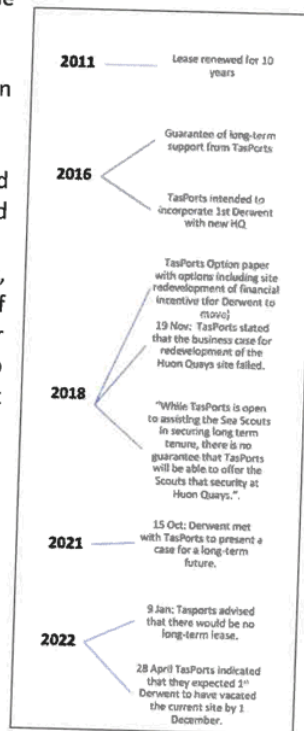 2011
Lease renewed for 10
years
2016
Guarantee of long-term
support from TasPorts
TasPorts intended to
incorporate 1st Derwent
with new HQ
2018
TasPorts Option paper
with options including site
redevelopment of financial
incentive (for Derwent to
move)
19 Nov: TasPorts stated
that the business case for
redevelopment of the
Huon Quays site failed.
"While TasPorts is open
to assisting the Sea Scouts
in securing long term
tenure, there is no
guarantee that TasPorts
will be able to offer the
Scouts that security at
Huon Quays.".
2021
15 Oct: Derwent met
with TasPorts to present a
case for a long-term
future.
2022
9 Jan: Tasports advised
that there would be no
long-term lease.
28 April TasPorts indicated
that they expected 1st
Derwent to have vacated
the current site by 1
December.